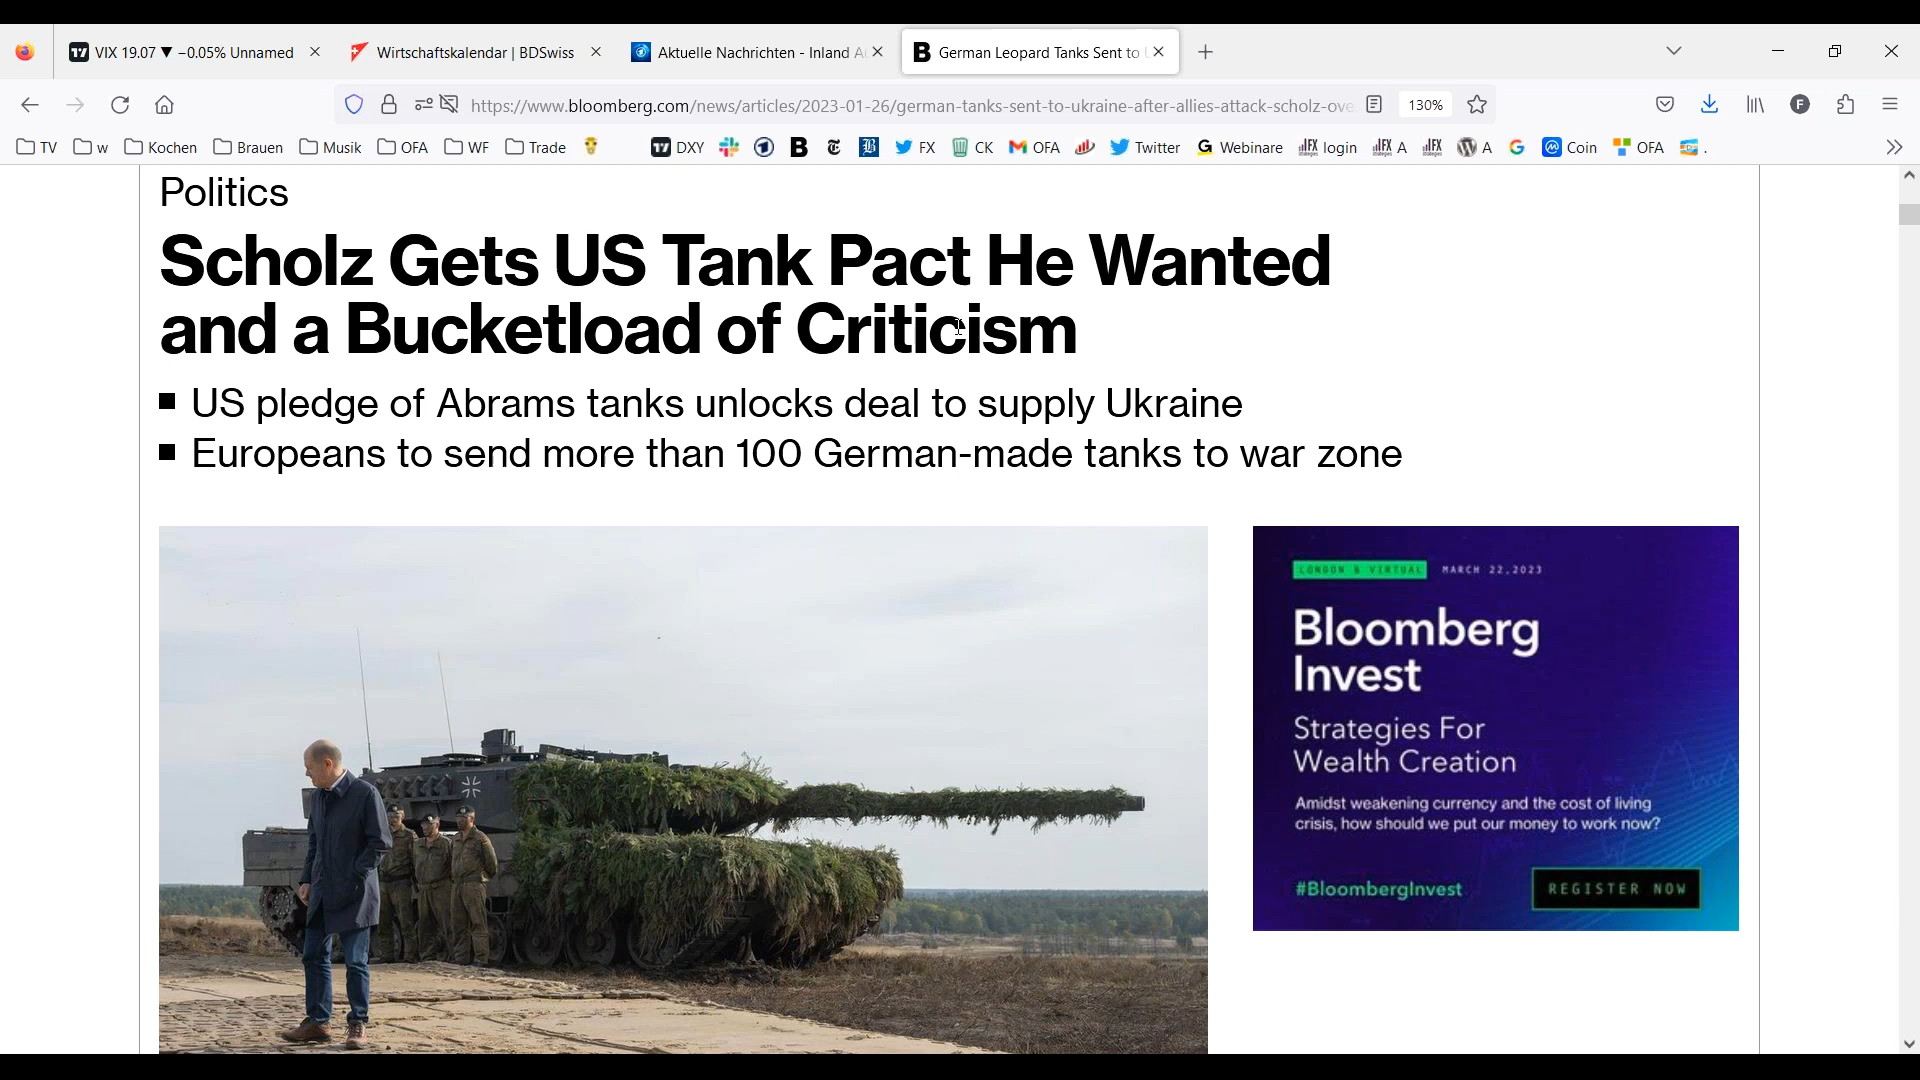 VIX 19.07 ▼ −0.05% Unnamed
Wirtschaftskalendar | BDSwiss
Aktuelle Nachrichten - Inland
German Leopard Tanks Sent to
https://www.bloomberg.com/news/articles/2023-01-26/german-tanks-sent-to-ukraine-after-allies-attack-scholz-ove
130%
F
TV
w
Kochen
Brauen
Musik
OFA
WF
Trade
DXY
B
FX
CK
OFA
Twitter
G Webinare
IFX login
IFX A
IFX
A
G
Coin
OFA
.
Politics
Scholz Gets US Tank Pact He Wanted
and a Bucketload of Criticism
■ US pledge of Abrams tanks unlocks deal to supply Ukraine
■ Europeans to send more than 100 German-made tanks to war zone
LONDON & VIRTUAL MARCH 22,2023
Bloomberg
Invest
Strategies For
Wealth Creation
Amidst weakening currency and the cost of living
crisis, how should we put our money to work now?
#BloombergInvest
REGISTER NOW